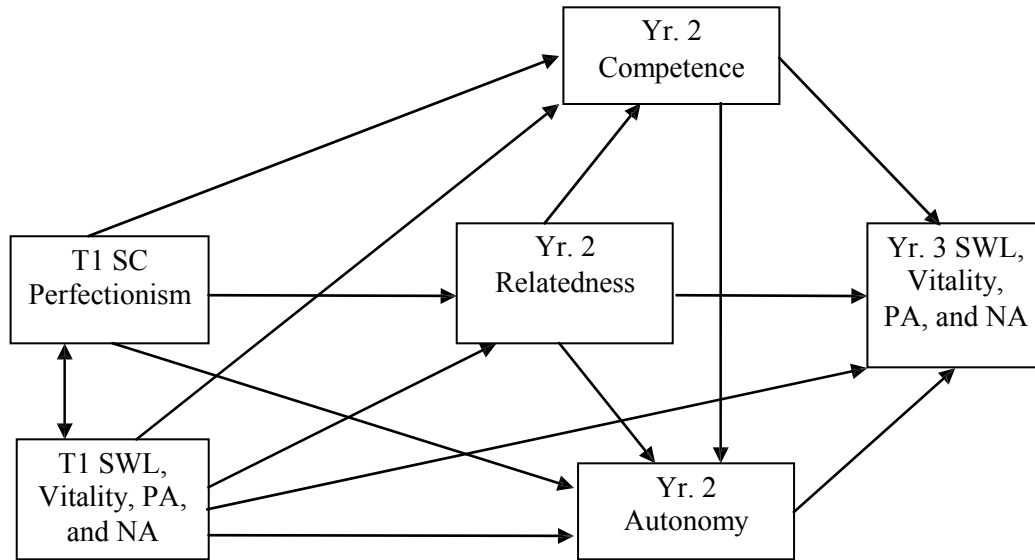 Yr. 2
Competence
T1 SC
Perfectionism
Yr. 2
Relatedness
Yr. 3 SWL,
Vitality,
PA, and NA
T1 SWL,
Vitality, PA,
and NA
Yr. 2
Autonomy